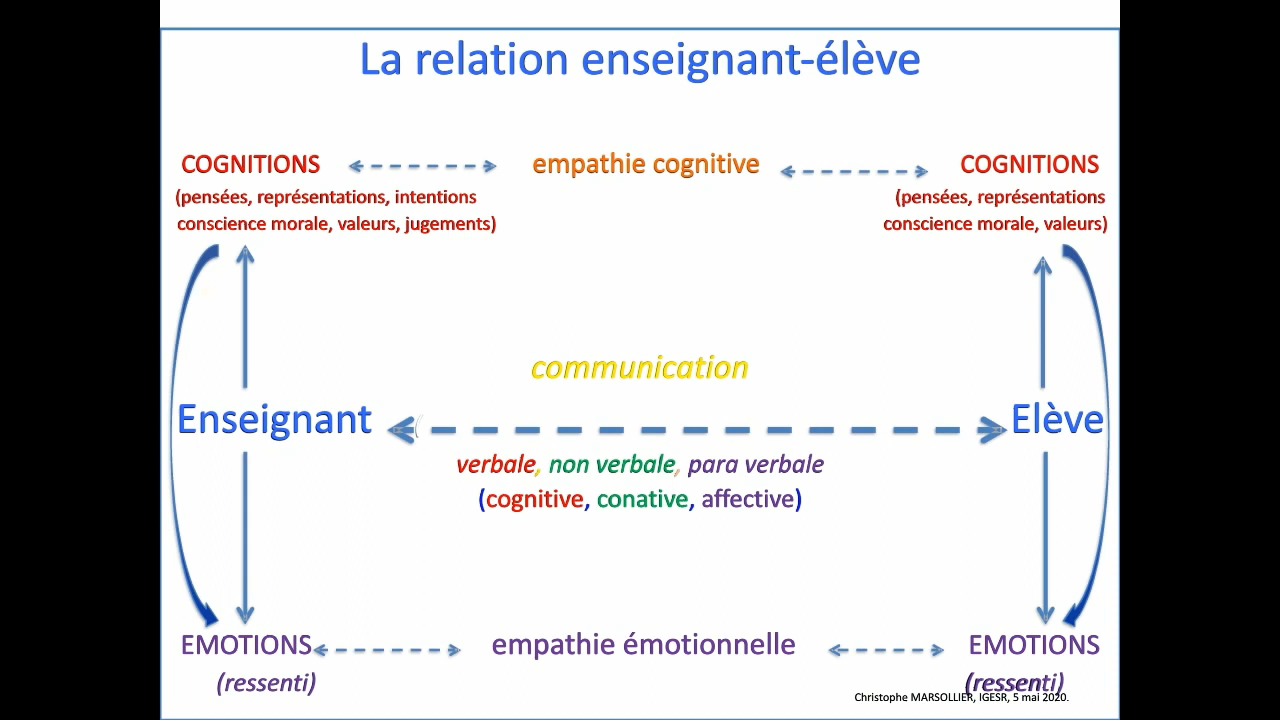 La relation enseignant-élève
COGNITIONS
empathie cognitive
COGNITIONS
(pensées, représentations, intentions
conscience morale, valeurs, jugements)
(pensées, représentations
conscience morale, valeurs)
communication
Enseignant
Elève
verbale, non verbale, para verbale
(cognitive, conative, affective)
EMOTIONS
empathie émotionnelle
EMOTIONS
(ressenti)
(ressenti)
Christophe MARSOLLIER, IGESR, 5 mai 2020.